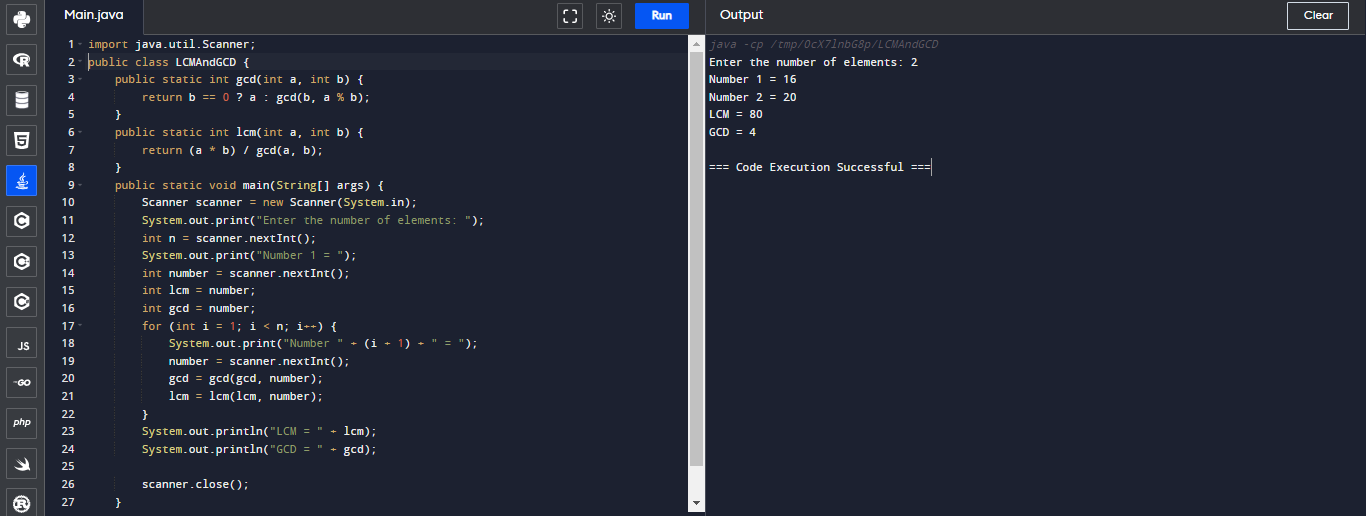 Main.java
Run
Output
Clear
1 import java.util.Scanner;
2 public class LCMAndGCD {
3 public static int gcd(int a, int b) {
4 return b == 0 ? a : gcd(b, a % b);
5 }
6 public static int lcm(int a, int b) {
7 return (a * b) / gcd(a, b);
8 }
9 public static void main(String[] args) {
10 Scanner scanner = new Scanner(System.in);
11 System.out.print("Enter the number of elements: ");
12 int n = scanner.nextInt();
13 System.out.print("Number 1 = ");
14 int number = scanner.nextInt();
15 int lcm = number;
16 int gcd = number;
17 for (int i = 1; i < n; i++) {
18 System.out.print("Number " + (i + 1) + " = ");
19 number = scanner.nextInt();
20 gcd = gcd(gcd, number);
21 lcm = lcm(lcm, number);
22 }
23 System.out.println("LCM = " + lcm);
24 System.out.println("GCD = " + gcd);
25
26 scanner.close();
27 }
java -cp /tmp/OcX7lnbG8p/LCMAndGCD
Enter the number of elements: 2
Number 1 = 16
Number 2 = 20
LCM = 80
GCD = 4
=== Code Execution Successful ===
R
5
C
C
C
JS
GO
php